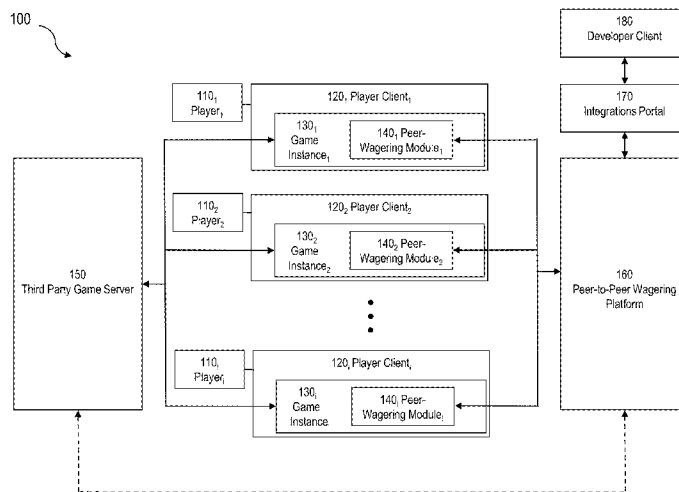 100
180
Developer Client
170
Integrations Portal
110₁
Player₁
120₁ Player Client₁
130₁
Game
Instance₁
140₁ Peer-
Wagering Module₁
110₂
Player₂
120₂ Player Client₂
130₂
Game
Instance₂
140₂ Peer-
Wagering Module₂
150
Third Party Game Server
160
Peer-to-Peer Wagering
Platform
110ᵢ
Playerᵢ
120ᵢ Player Clientᵢ
130ᵢ
Game
Instance
140ᵢ Peer-
Wagering Moduleᵢ